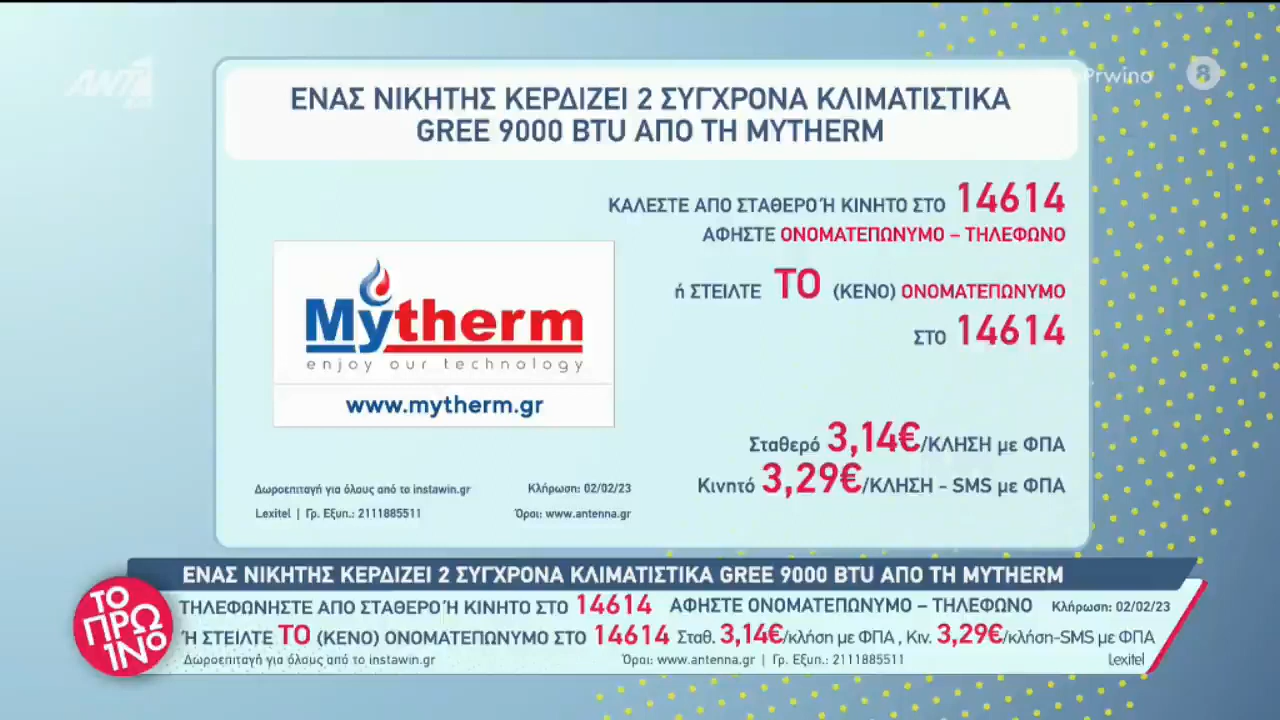 ANT1
Prwino
8
ΕΝΑΣ ΝΙΚΗΤΗΣ ΚΕΡΔΙΖΕΙ 2 ΣΥΓΧΡΟΝΑ ΚΛΙΜΑΤΙΣΤΙΚΑ
GREE 9000 BTU ΑΠΟ ΤΗ MYTHERM
ΚΑΛΕΣΤΕ ΑΠΟ ΣΤΑΘΕΡΟ Ή ΚΙΝΗΤΟ ΣΤΟ 14614
ΑΦΗΣΤΕ ΟΝΟΜΑΤΕΠΩΝΥΜΟ – ΤΗΛΕΦΩΝΟ
ή ΣΤΕΙΛΤΕ ΤΟ (ΚΕΝΟ) ΟΝΟΜΑΤΕΠΩΝΥΜΟ
ΣΤΟ 14614
Mytherm
enjoy our technology
www.mytherm.gr
Σταθερό 3,14€/ΚΛΗΣΗ με ΦΠΑ
Κινητό 3,29€/ΚΛΗΣΗ - SMS με ΦΠΑ
Δωροεπιταγή για όλους από το instawin.gr Κλήρωση: 02/02/23
Lexitel | Γρ. Εξυπ.: 2111885511 Όροι: www.antenna.gr
ΕΝΑΣ ΝΙΚΗΤΗΣ ΚΕΡΔΙΖΕΙ 2 ΣΥΓΧΡΟΝΑ ΚΛΙΜΑΤΙΣΤΙΚΑ GREE 9000 BTU ΑΠΟ ΤΗ MYTHERM
ΤΟ
ΠΡΩ
ΙΝΟ
ΤΗΛΕΦΩΝΗΣΤΕ ΑΠΟ ΣΤΑΘΕΡΟ Ή ΚΙΝΗΤΟ ΣΤΟ 14614 ΑΦΗΣΤΕ ΟΝΟΜΑΤΕΠΩΝΥΜΟ – ΤΗΛΕΦΩΝΟ Κλήρωση: 02/02/23
Ή ΣΤΕΙΛΤΕ ΤΟ (ΚΕΝΟ) ΟΝΟΜΑΤΕΠΩΝΥΜΟ ΣΤΟ 14614 Σταθ. 3,14€/κλήση με ΦΠΑ , Κιν. 3,29€/κλήση-SMS με ΦΠΑ
Δωροεπιταγή για όλους από το instawin.gr Όροι: www.antenna.gr | Γρ. Εξυπ.: 2111885511 Lexitel